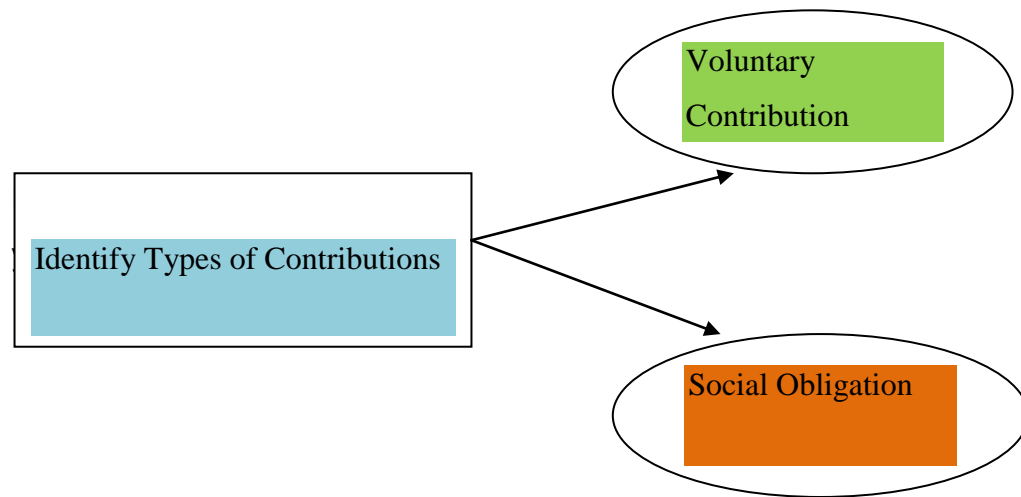 Voluntary
Contribution
Identify Types of Contributions
Social Obligation